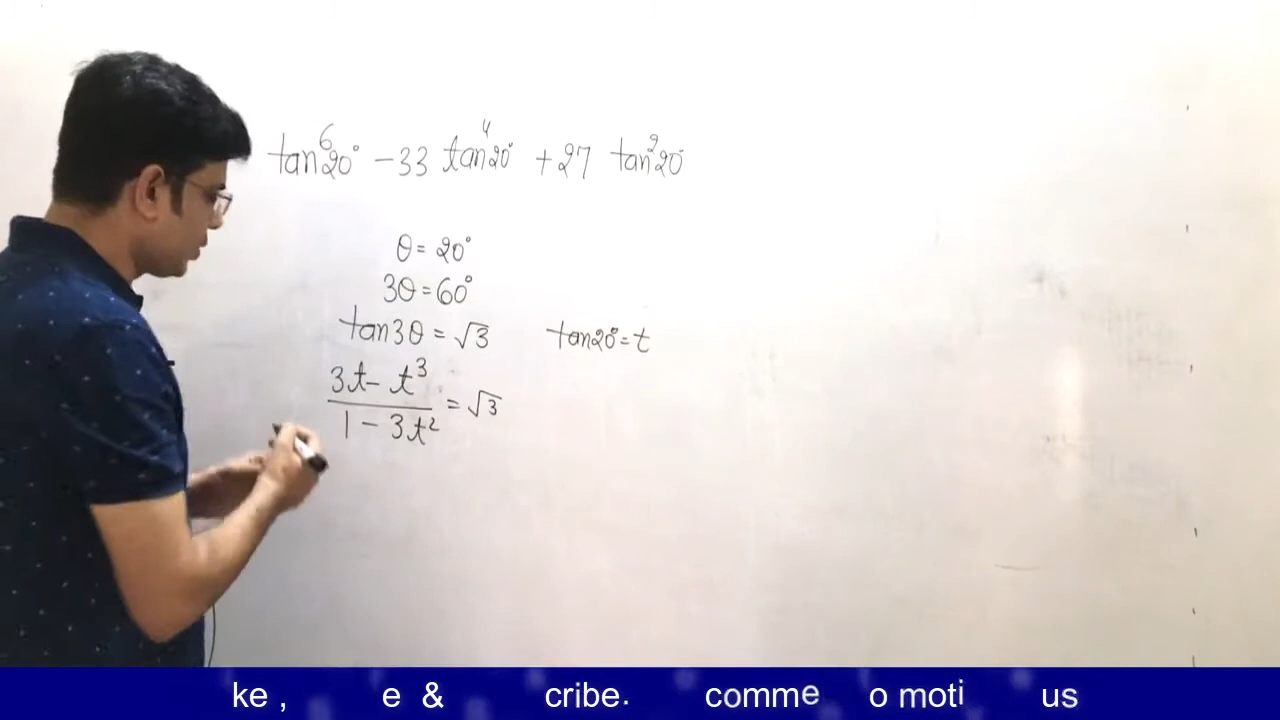 tan⁶20° − 33 tan⁴20° + 27 tan²20°
θ = 20°
3θ = 60°
tan3θ = √3 tan20° = t
3t − t³
———— = √3
1 − 3t²
ke , e & cribe. comme o moti us